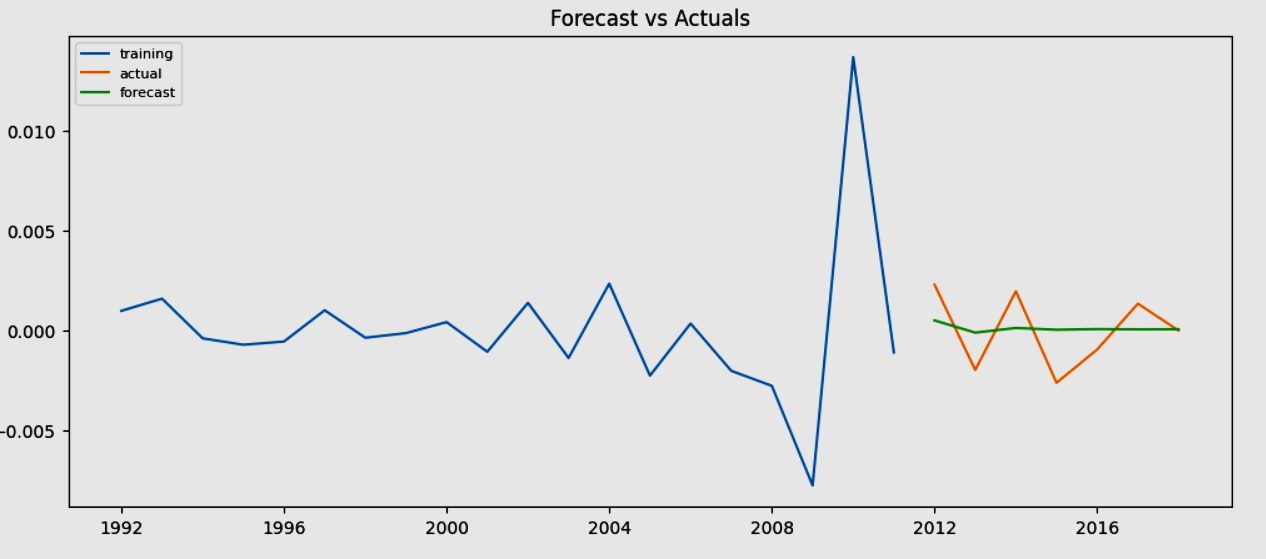 Forecast vs Actuals
training
actual
forecast
0.010
0.005
0.000
-0.005
1992 1996 2000 2004 2008 2012 2016